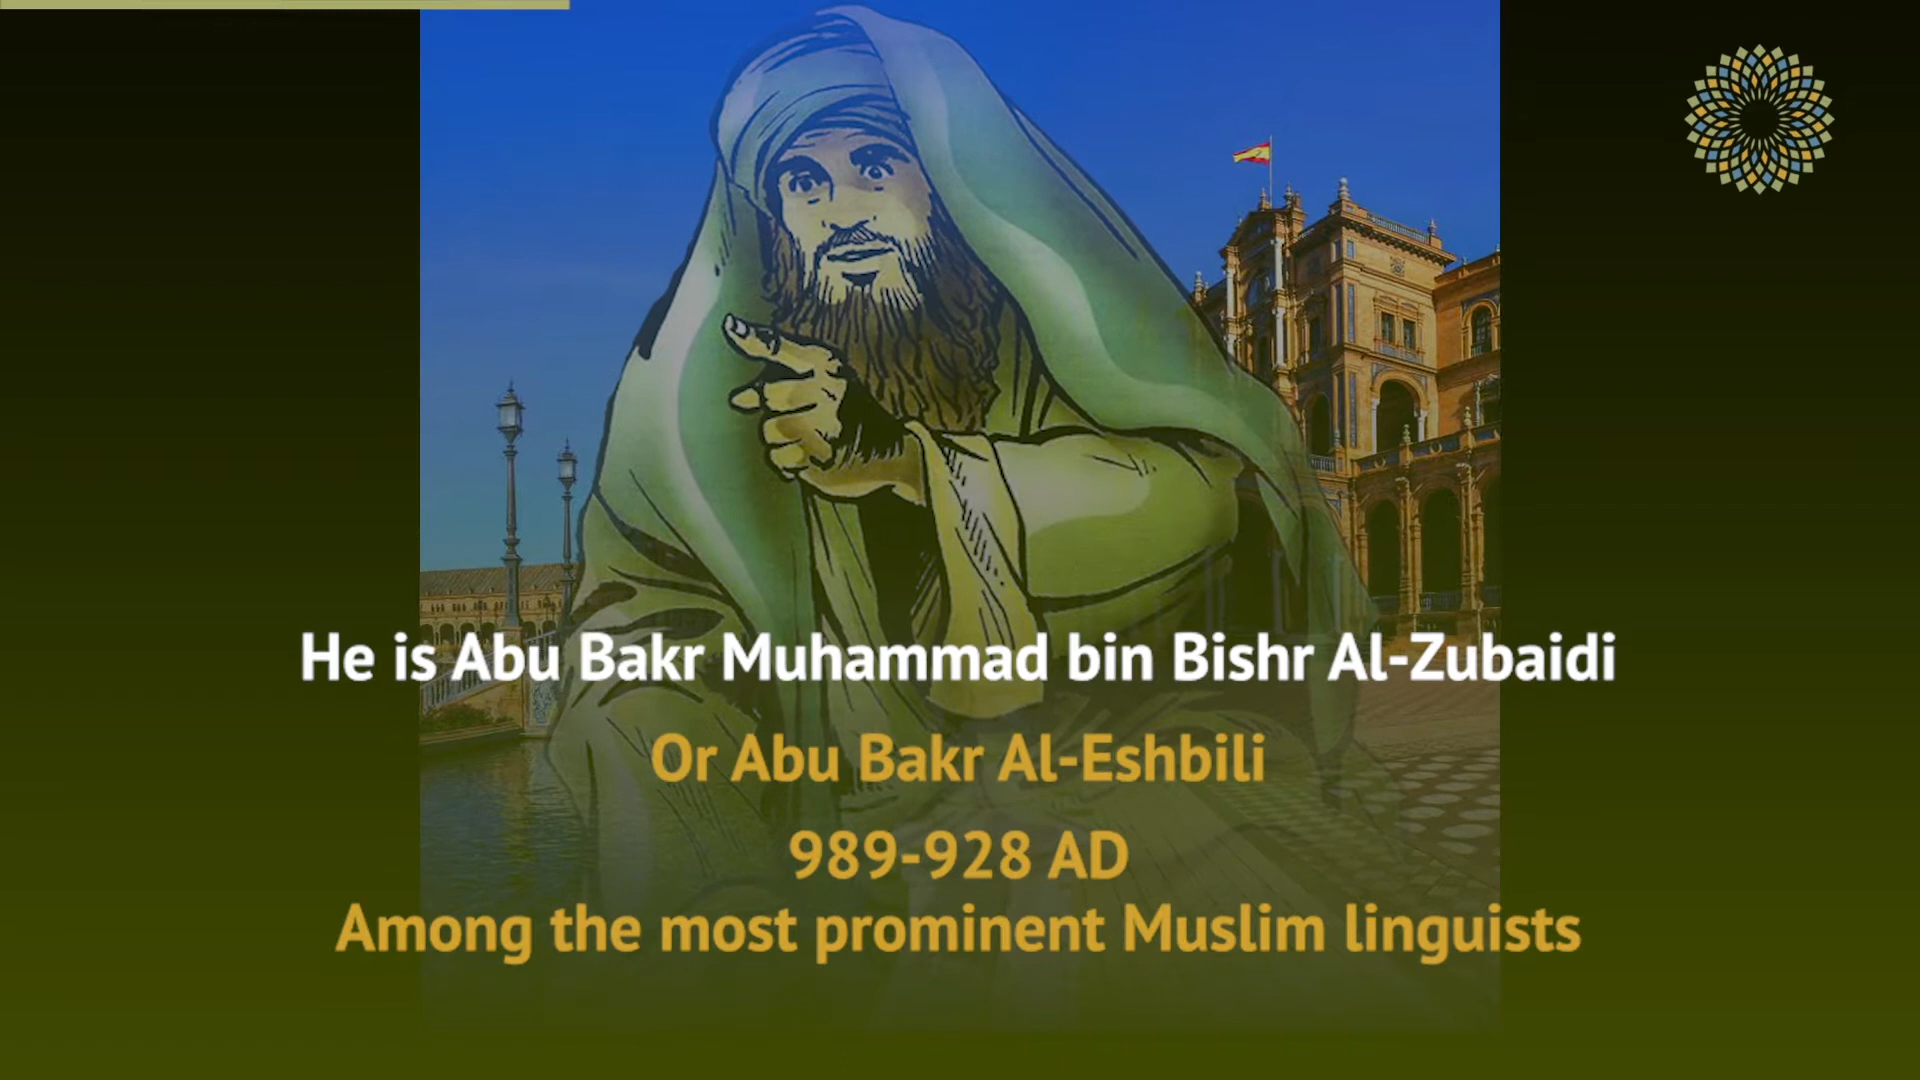 He is Abu Bakr Muhammad bin Bishr Al-Zubaidi
Or Abu Bakr Al-Eshbili
989-928 AD
Among the most prominent Muslim linguists